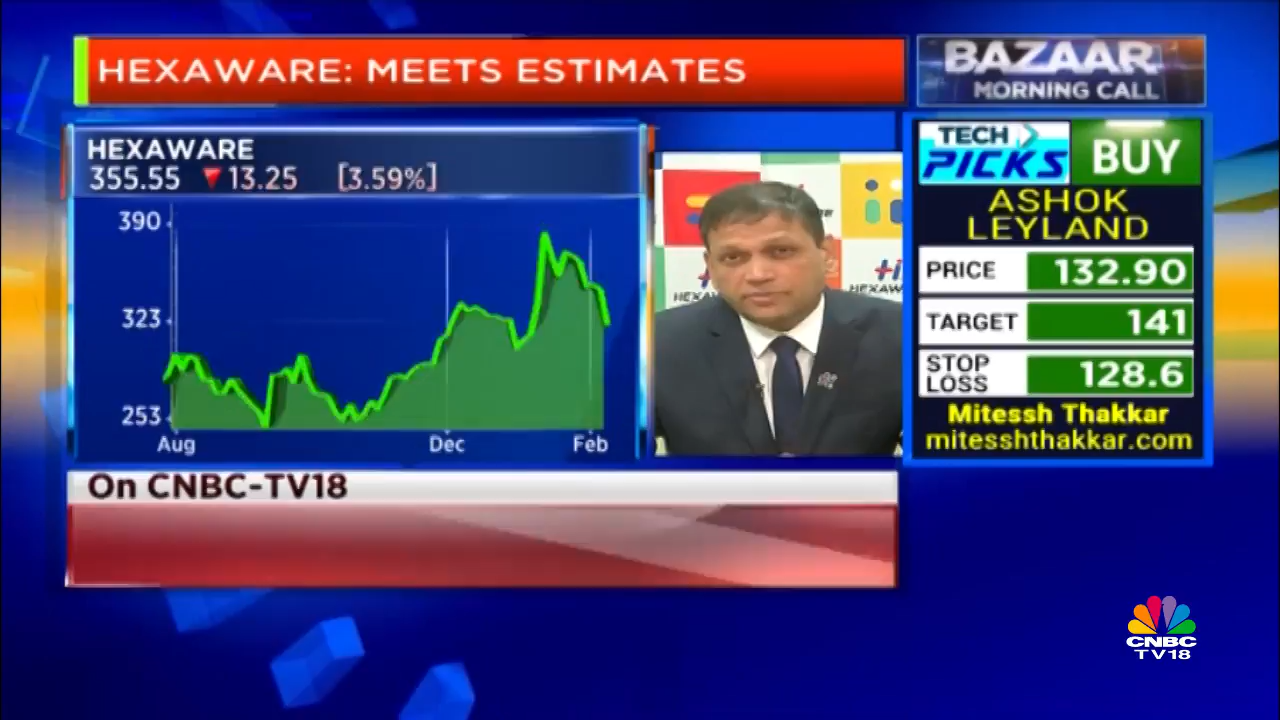 HEXAWARE: MEETS ESTIMATES
BAZAAR
MORNING CALL
HEXAWARE
355.55 ▼ 13.25 [3.59%]
390
323
253
Aug Dec Feb
HEXAWARE
TECH
PICKS
BUY
ASHOK
LEYLAND
PRICE 132.90
TARGET 141
STOP
LOSS 128.6
Mitessh Thakkar
mitesshthakkar.com
On CNBC-TV18
CNBC
TV18